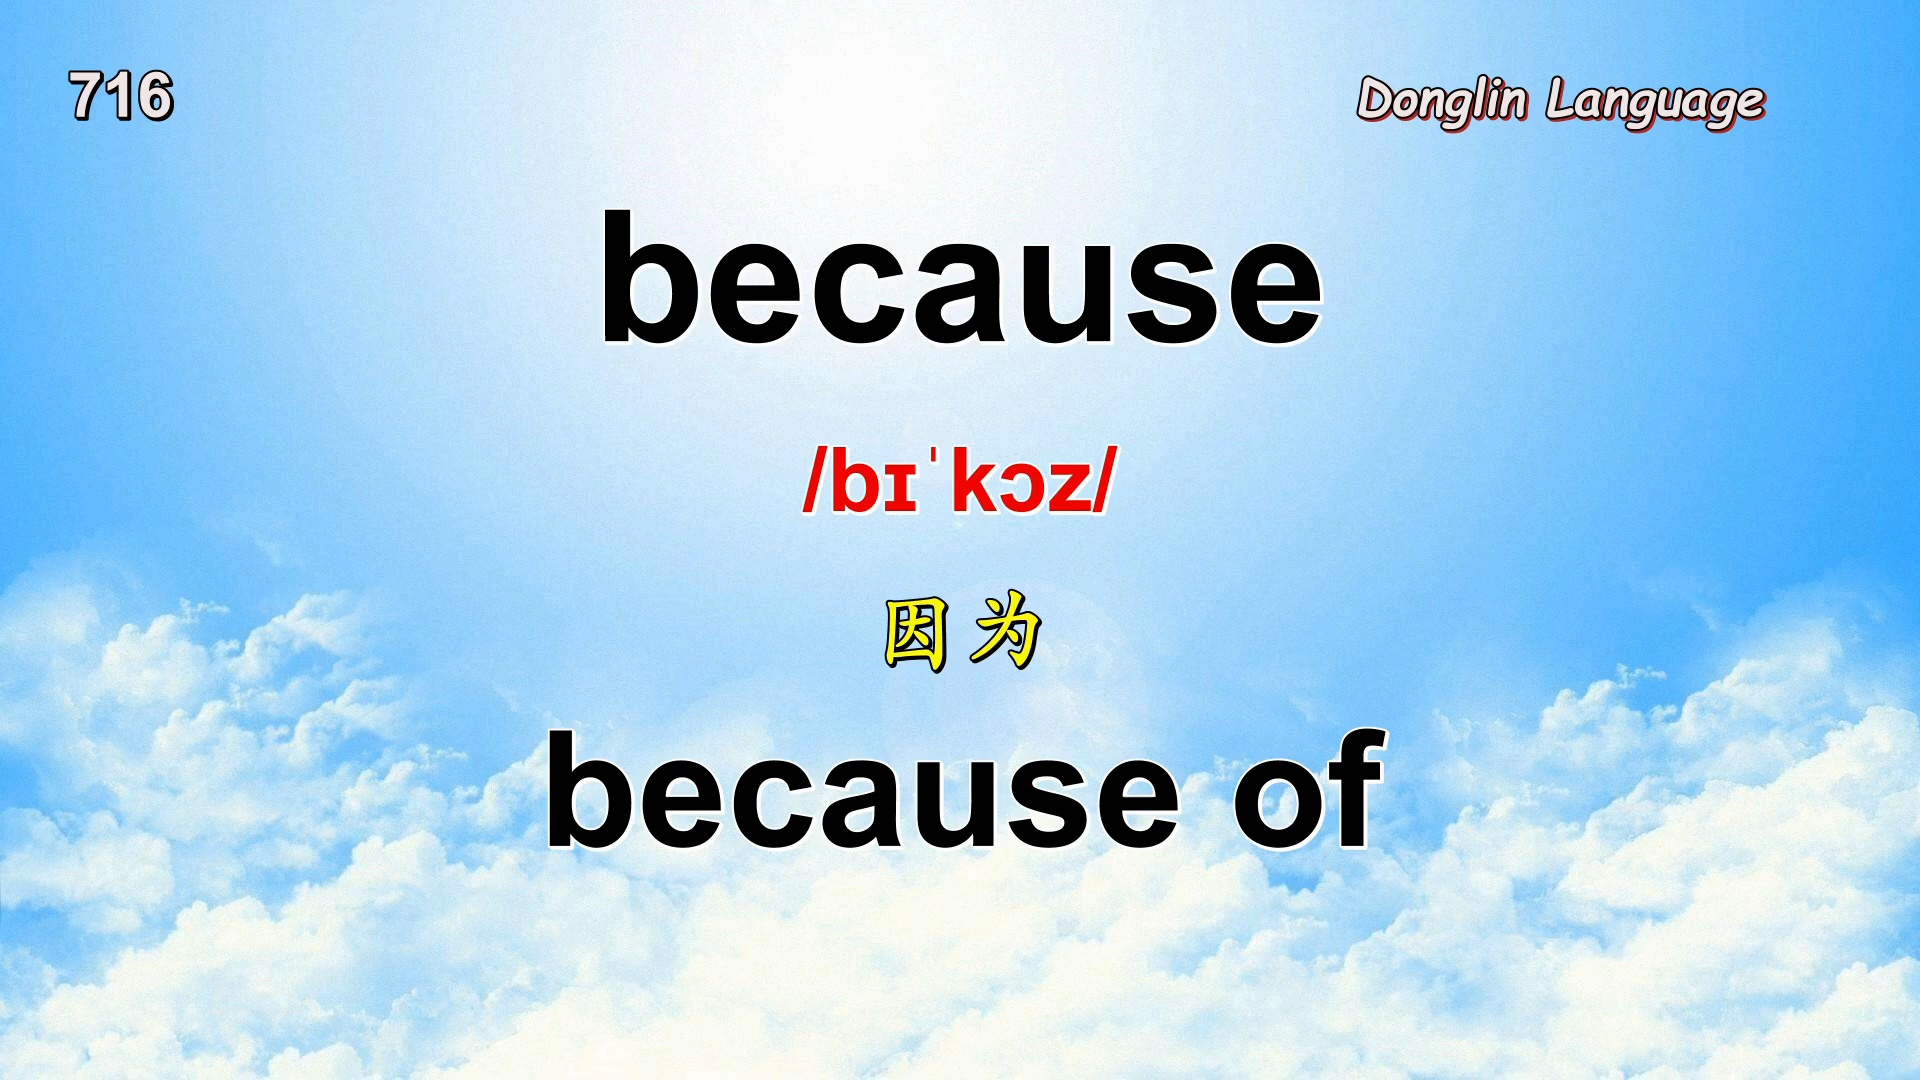 716
Donglin Language
because
/bɪˈkɔz/
因为
because of